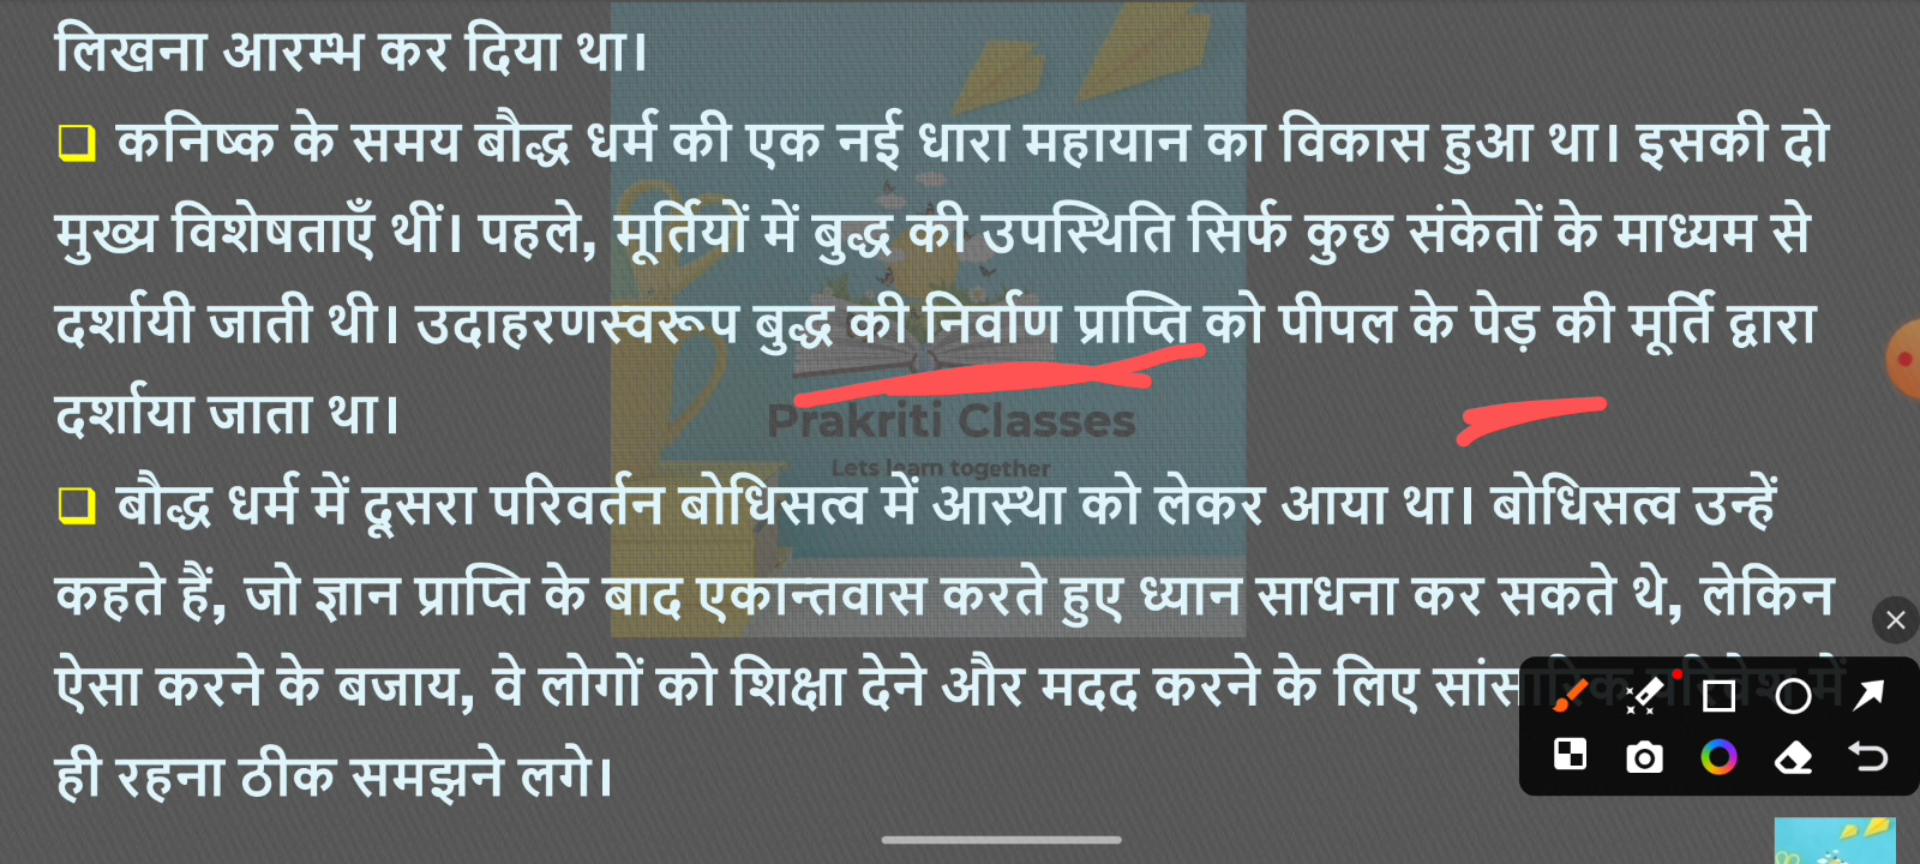 लिखना आरम्भ कर दिया था।
❑ कनिष्क के समय बौद्ध धर्म की एक नई धारा महायान का विकास हुआ था। इसकी दो
मुख्य विशेषताएँ थीं। पहले, मूर्तियों में बुद्ध की उपस्थिति सिर्फ कुछ संकेतों के माध्यम से
दर्शायी जाती थी। उदाहरणस्वरूप बुद्ध की निर्वाण प्राप्ति को पीपल के पेड़ की मूर्ति द्वारा
दर्शाया जाता था।
Prakriti Classes
Lets learn together
❑ बौद्ध धर्म में दूसरा परिवर्तन बोधिसत्व में आस्था को लेकर आया था। बोधिसत्व उन्हें
कहते हैं, जो ज्ञान प्राप्ति के बाद एकान्तवास करते हुए ध्यान साधना कर सकते थे, लेकिन
ऐसा करने के बजाय, वे लोगों को शिक्षा देने और मदद करने के लिए सांसारिक परिवेश में
ही रहना ठीक समझने लगे।